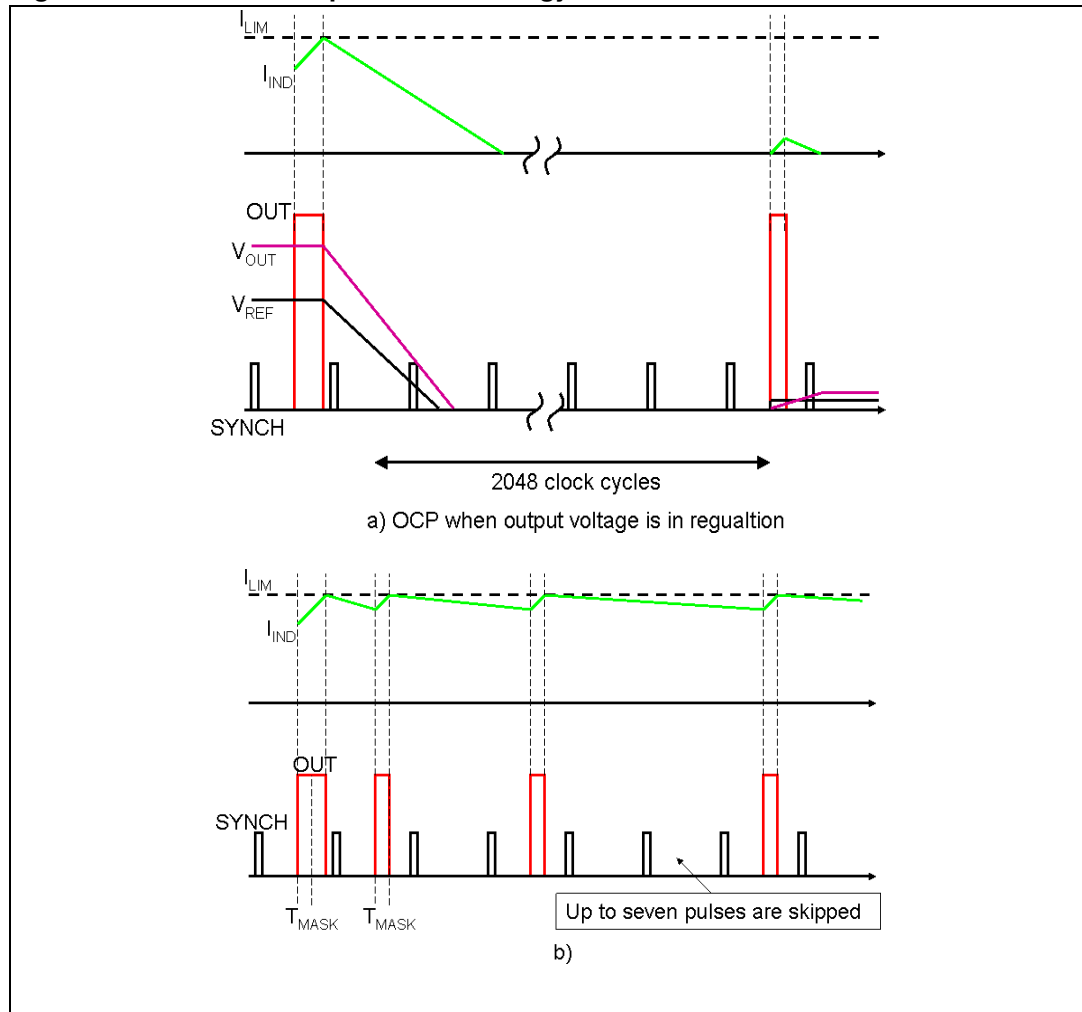 I_LIM
I_IND
OUT
V_OUT
V_REF
SYNCH
2048 clock cycles
a) OCP when output voltage is in regualtion
I_LIM
I_IND
OUT
SYNCH
T_MASK T_MASK
Up to seven pulses are skipped
b)